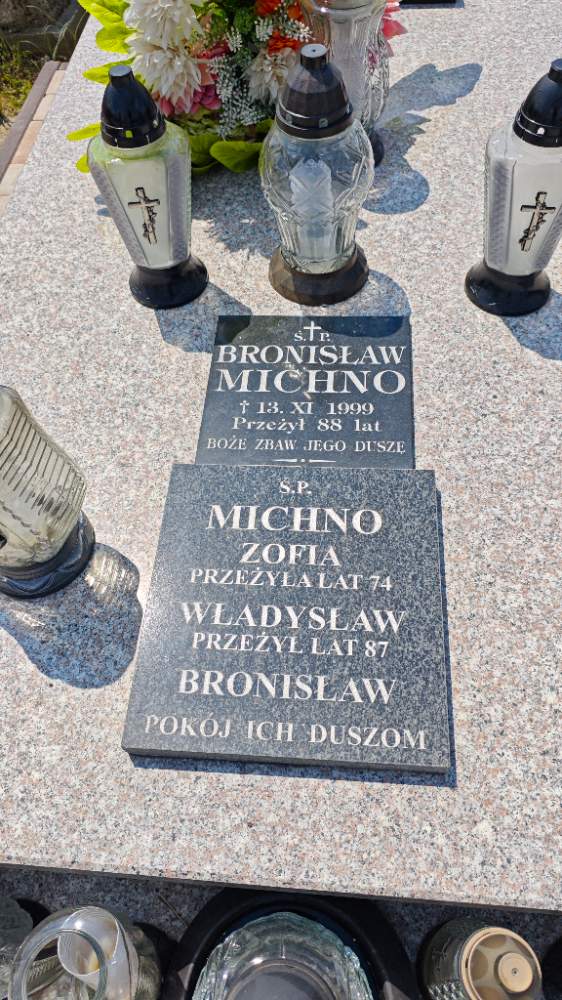 Ś.P.
BRONISŁAW
MICHNO
† 13. XI 1999
Przeżył 88 lat
BOŻE ZBAW JEGO DUSZĘ
Ś.P.
MICHNO
ZOFIA
PRZEŻYŁA LAT 74
WŁADYSŁAW
PRZEŻYŁ LAT 87
BRONISŁAW
POKÓJ ICH DUSZOM